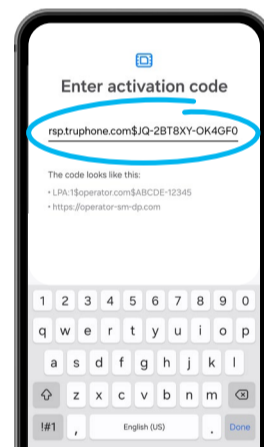 Enter activation code
rsp.truphone.com$JQ-2BT8XY-OK4GF0
The code looks like this:
• LPA:1$operator.com$ABCDE-12345
• https://operator-sm-dp.com
1 2 3 4 5 6 7 8 9 0
q w e r t y u i o p
a s d f g h j k l
z x c v b n m
!#1 , English (US) . Done